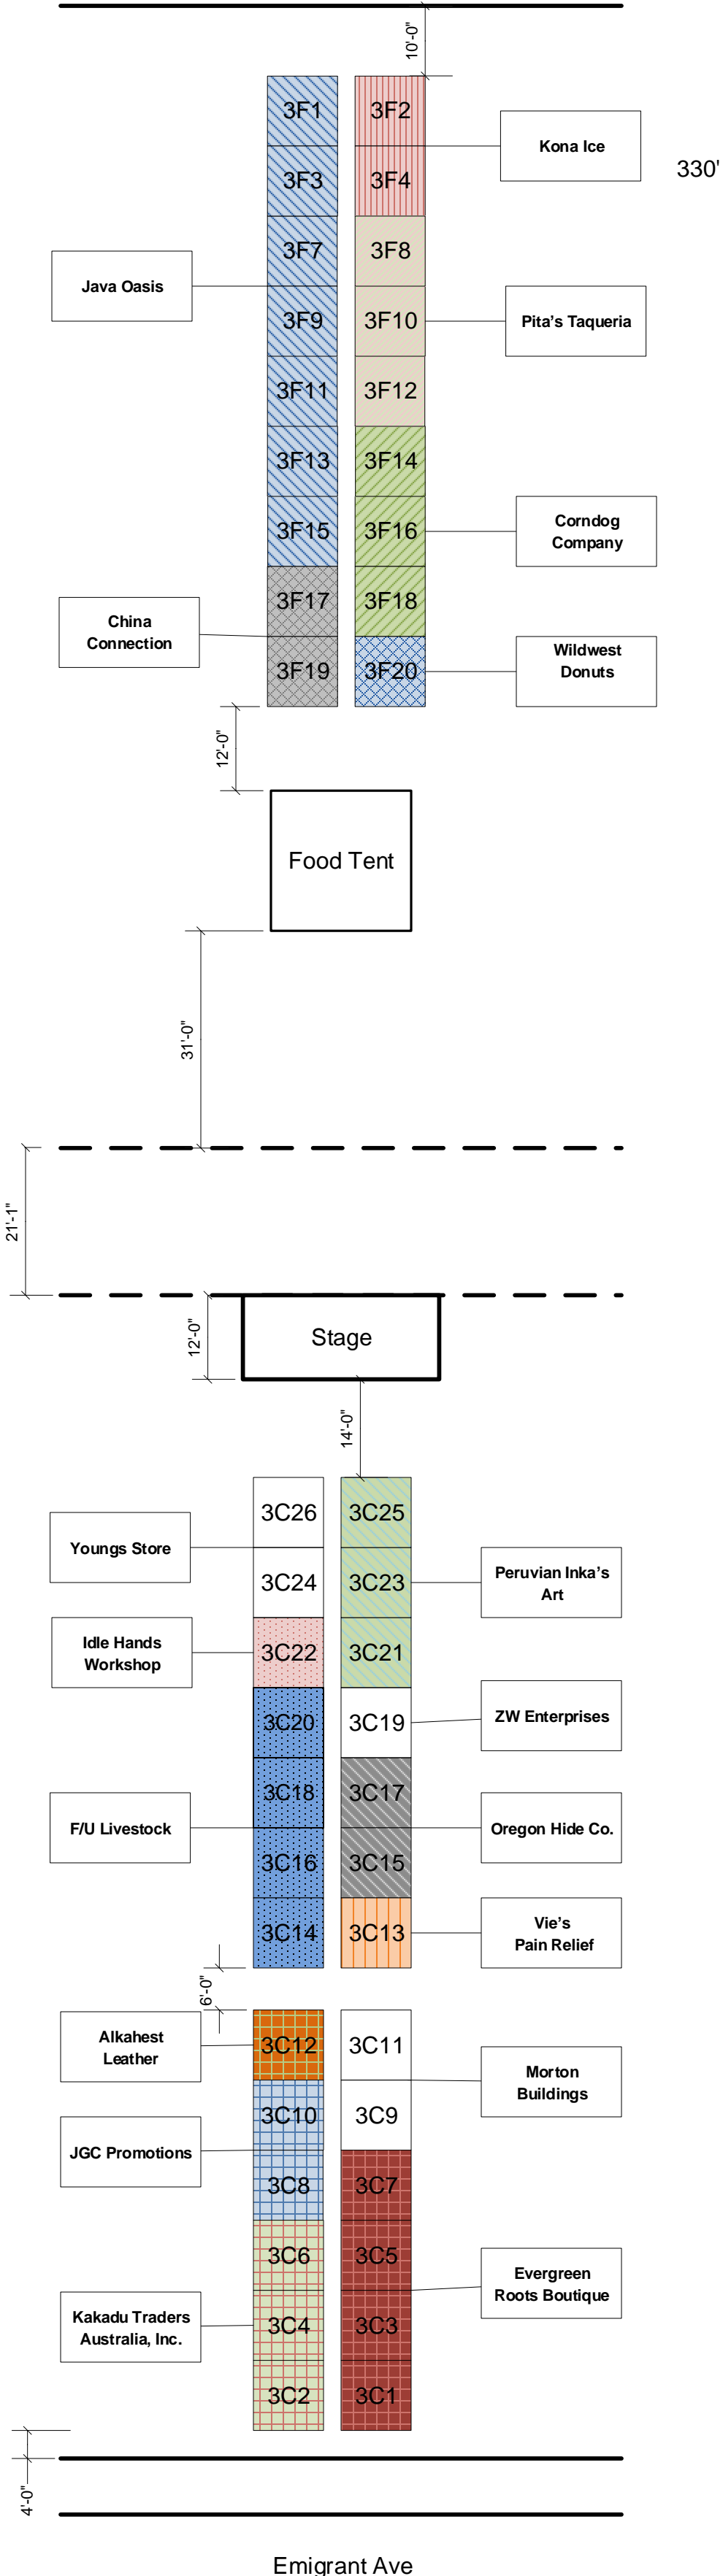 10'-0"
3F1
3F2
Kona Ice
330'
3F3
3F4
3F7
3F8
Java Oasis
3F9
3F10
Pita's Taqueria
3F11
3F12
3F13
3F14
3F15
3F16
Corndog
Company
3F17
3F18
China
Connection
3F19
3F20
Wildwest
Donuts
12'-0"
Food Tent
31'-0"
21'-1"
12'-0"
Stage
14'-0"
3C26
3C25
Youngs Store
3C24
3C23
Peruvian Inka's
Art
Idle Hands
Workshop
3C22
3C21
3C20
3C19
ZW Enterprises
3C18
3C17
F/U Livestock
Oregon Hide Co.
3C16
3C15
3C14
3C13
Vie's
Pain Relief
6'-0"
Alkahest
Leather
3C12
3C11
Morton
Buildings
3C10
3C9
JGC Promotions
3C8
3C7
3C6
3C5
Evergreen
Roots Boutique
Kakadu Traders
Australia, Inc.
3C4
3C3
3C2
3C1
4'-0"
Emigrant Ave